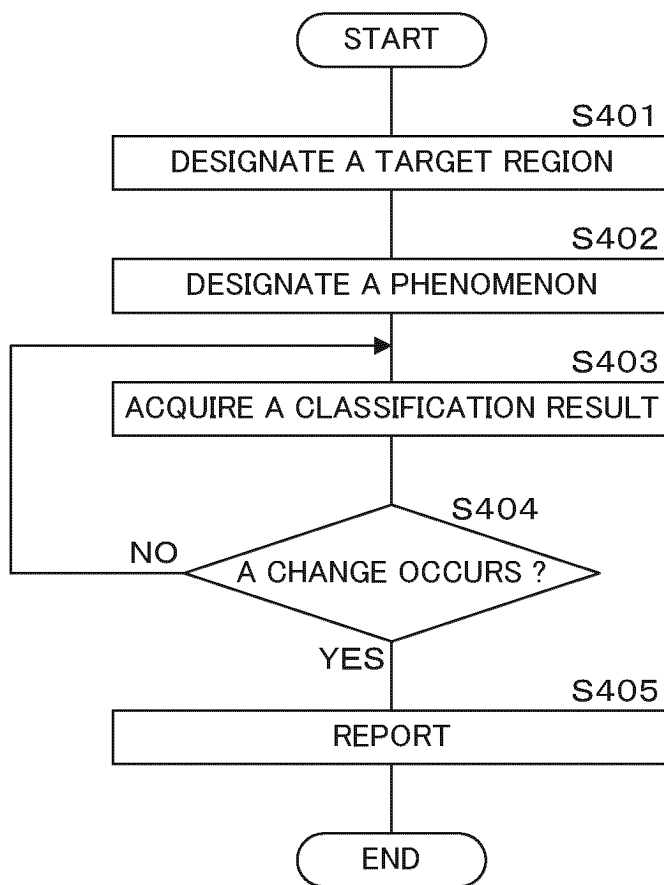 START
S401
DESIGNATE A TARGET REGION
S402
DESIGNATE A PHENOMENON
S403
ACQUIRE A CLASSIFICATION RESULT
S404
NO
A CHANGE OCCURS ?
YES
S405
REPORT
END